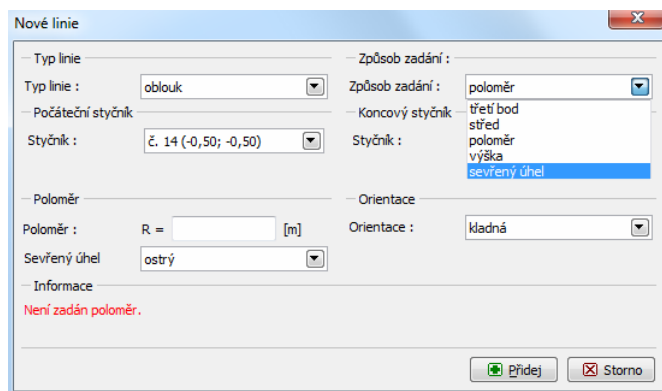 Nové linie
Typ linie
Způsob zadání :
Typ linie :
oblouk
Způsob zadání :
poloměr
třetí bod
střed
poloměr
výška
sevřený úhel
Počáteční styčník
Koncový styčník
Styčník :
č. 14 (-0,50; -0,50)
Styčník :
Poloměr
Orientace
Poloměr :
R =
[m]
Orientace :
kladná
Sevřený úhel
ostrý
Informace
Není zadán poloměr.
Přidej
Storno